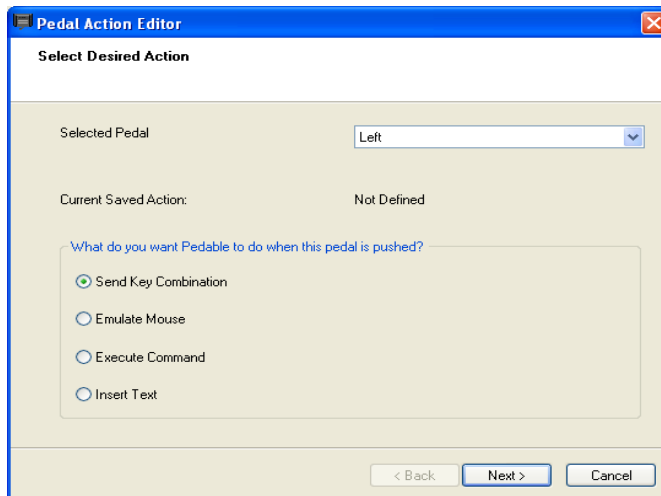 Pedal Action Editor
Select Desired Action
Selected Pedal Left
Current Saved Action: Not Defined
What do you want Pedable to do when this pedal is pushed?
Send Key Combination
Emulate Mouse
Execute Command
Insert Text
< Back Next > Cancel